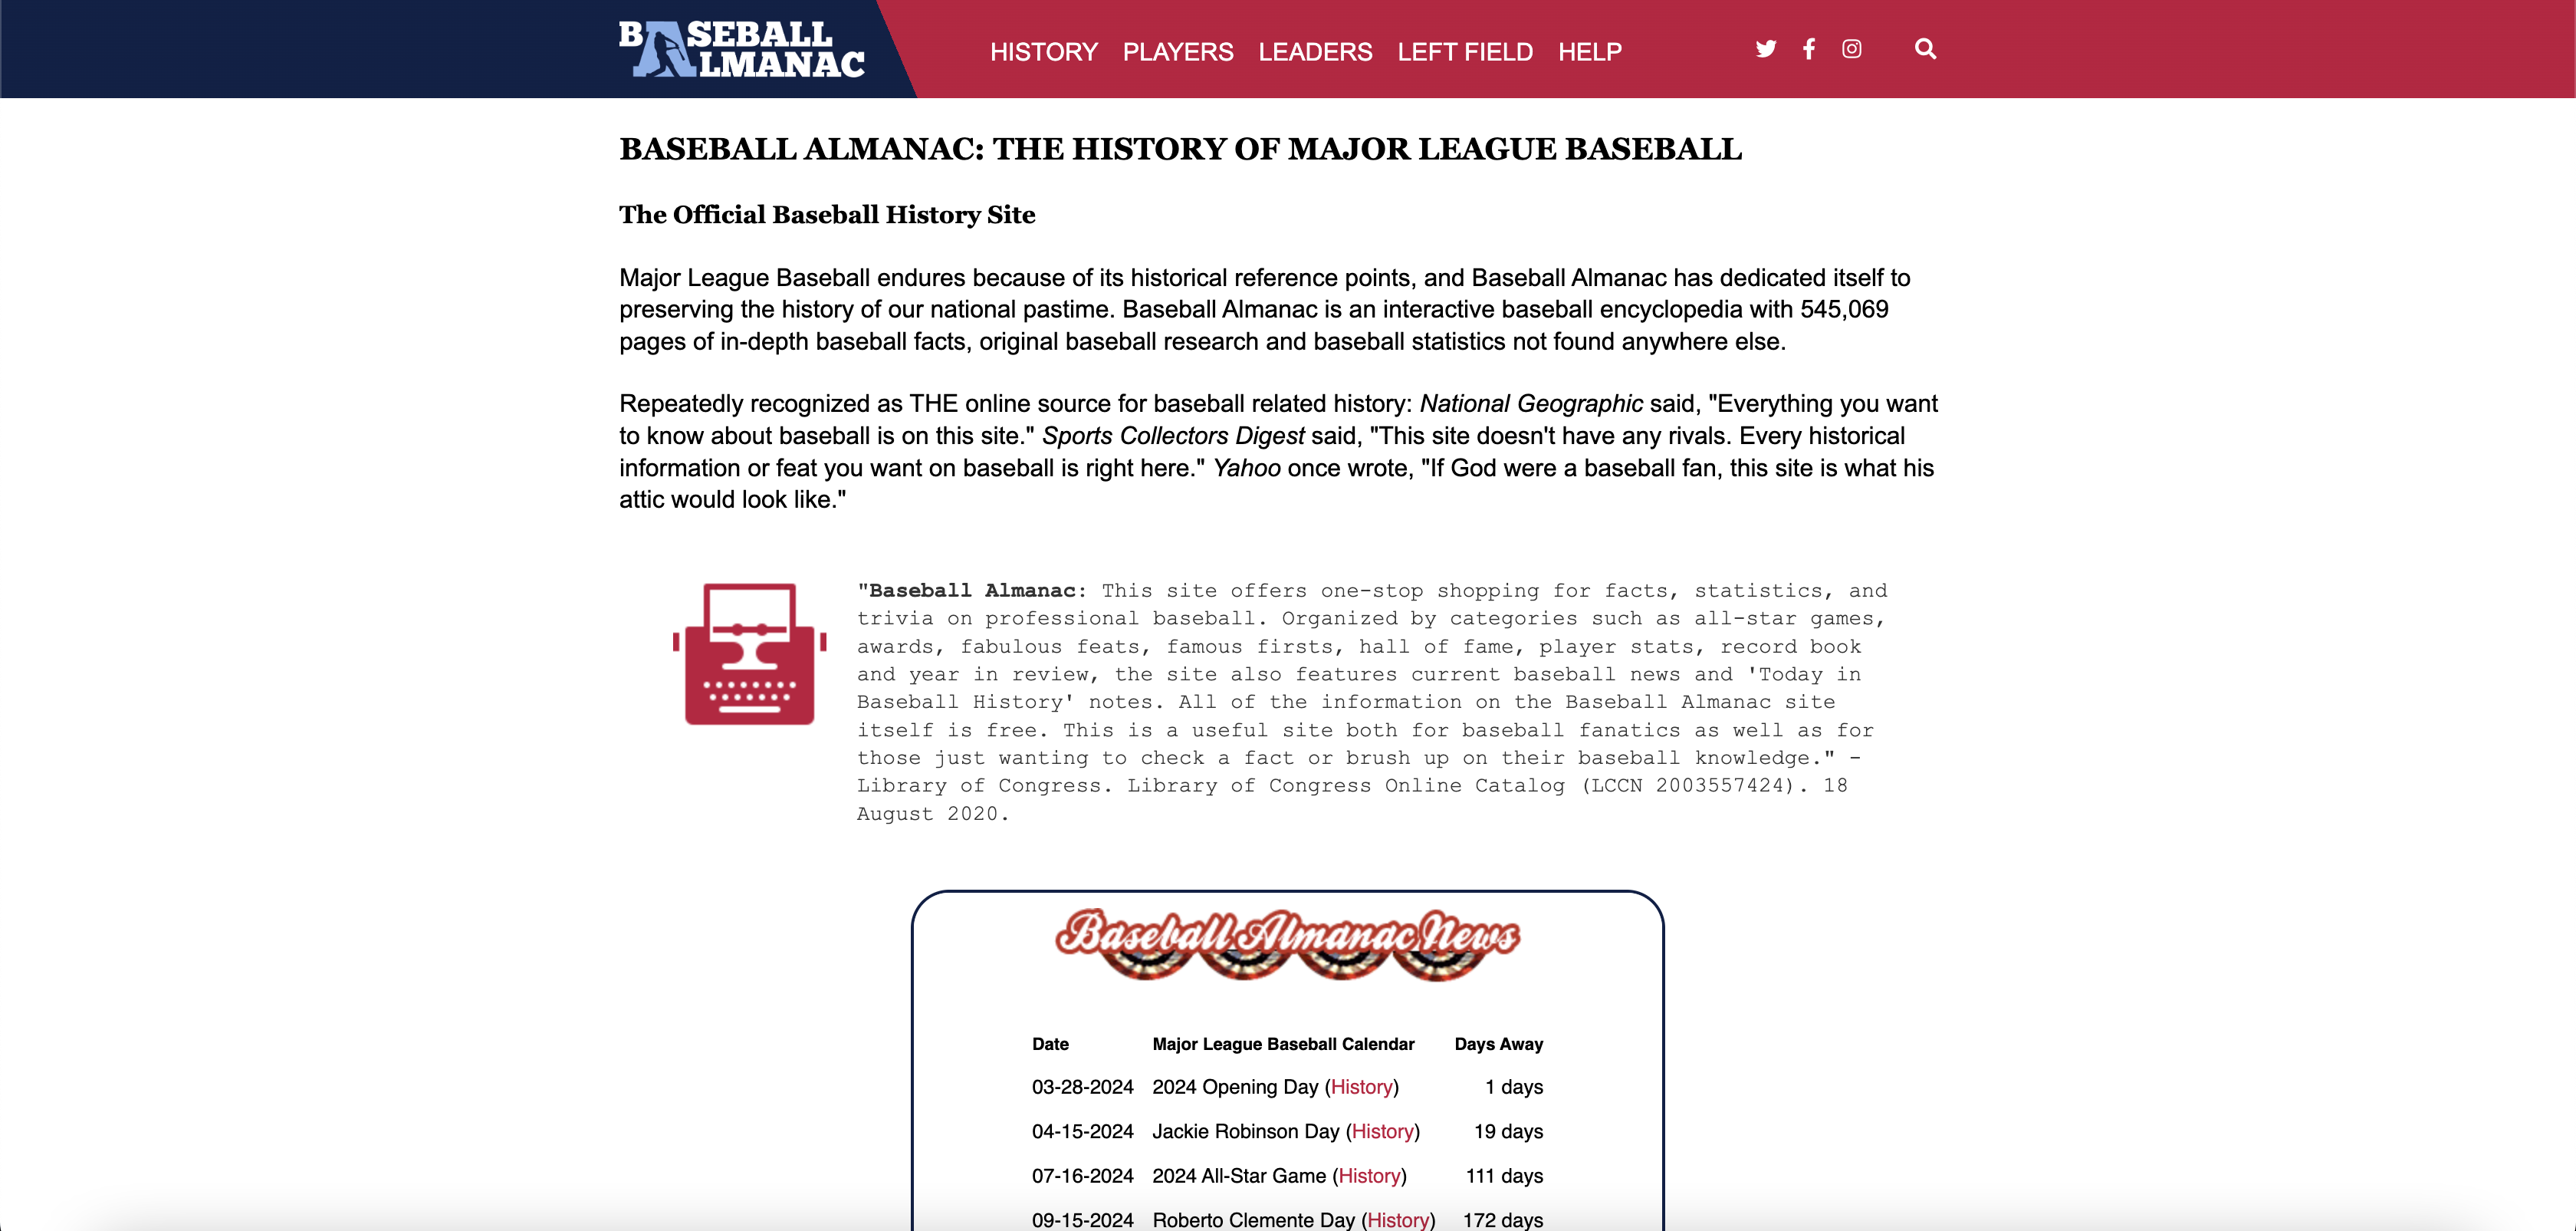 BASEBALL
ALMANAC
HISTORY PLAYERS LEADERS LEFT FIELD HELP
BASEBALL ALMANAC: THE HISTORY OF MAJOR LEAGUE BASEBALL
The Official Baseball History Site
Major League Baseball endures because of its historical reference points, and Baseball Almanac has dedicated itself to
preserving the history of our national pastime. Baseball Almanac is an interactive baseball encyclopedia with 545,069
pages of in-depth baseball facts, original baseball research and baseball statistics not found anywhere else.
Repeatedly recognized as THE online source for baseball related history: National Geographic said, "Everything you want
to know about baseball is on this site." Sports Collectors Digest said, "This site doesn't have any rivals. Every historical
information or feat you want on baseball is right here." Yahoo once wrote, "If God were a baseball fan, this site is what his
attic would look like."
"Baseball Almanac: This site offers one-stop shopping for facts, statistics, and
trivia on professional baseball. Organized by categories such as all-star games,
awards, fabulous feats, famous firsts, hall of fame, player stats, record book
and year in review, the site also features current baseball news and 'Today in
Baseball History' notes. All of the information on the Baseball Almanac site
itself is free. This is a useful site both for baseball fanatics as well as for
those just wanting to check a fact or brush up on their baseball knowledge." -
Library of Congress. Library of Congress Online Catalog (LCCN 2003557424). 18
August 2020.
Baseball Almanac News
Date Major League Baseball Calendar Days Away
03-28-2024 2024 Opening Day (History) 1 days
04-15-2024 Jackie Robinson Day (History) 19 days
07-16-2024 2024 All-Star Game (History) 111 days
09-15-2024 Roberto Clemente Day (History) 172 days